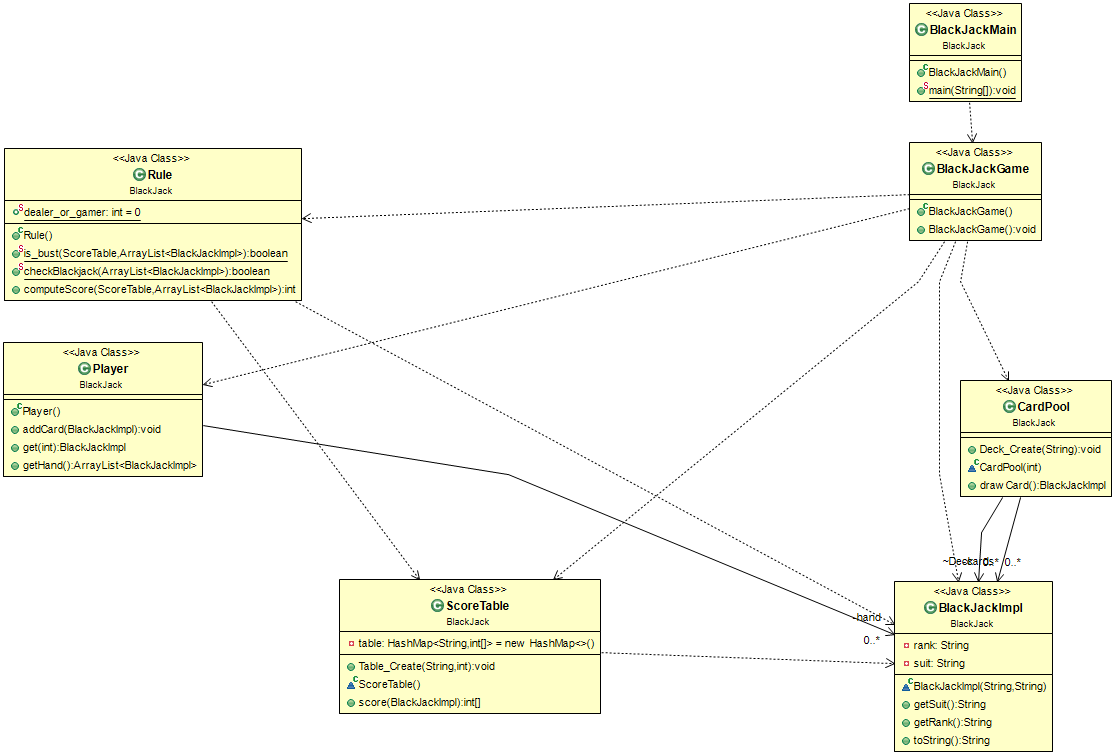 <<Java Class>>
BlackJackMain
BlackJack
BlackJackMain()
main(String[]):void
<<Java Class>>
Rule
BlackJack
dealer_or_gamer: int = 0
Rule()
is_bust(ScoreTable,ArrayList<BlackJackImpl>):boolean
checkBlackjack(ArrayList<BlackJackImpl>):boolean
computeScore(ScoreTable,ArrayList<BlackJackImpl>):int
<<Java Class>>
BlackJackGame
BlackJack
BlackJackGame()
BlackJackGame():void
<<Java Class>>
Player
BlackJack
Player()
addCard(BlackJackImpl):void
get(int):BlackJackImpl
getHand():ArrayList<BlackJackImpl>
<<Java Class>>
CardPool
BlackJack
Deck_Create(String):void
CardPool(int)
drawCard():BlackJackImpl
0..* 0..*
-hand
0..*
<<Java Class>>
ScoreTable
BlackJack
table: HashMap<String,int[]> = new HashMap<>()
Table_Create(String,int):void
ScoreTable()
score(BlackJackImpl):int[]
<<Java Class>>
BlackJackImpl
BlackJack
rank: String
suit: String
BlackJackImpl(String,String)
getSuit():String
getRank():String
toString():String